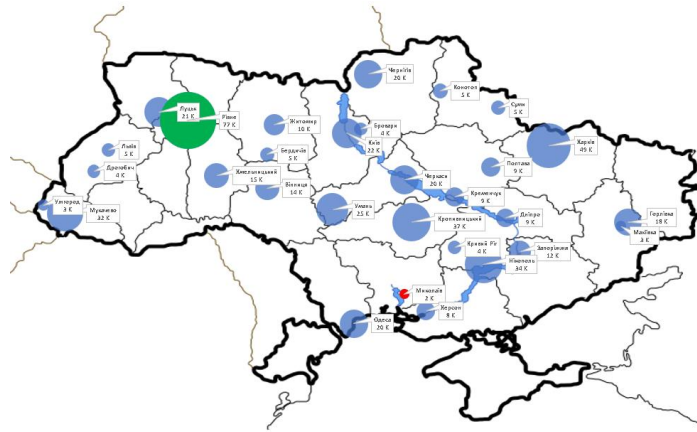 Чернігів
20 K
Конотоп
5 K
Суми
5 K
Луцьк
21 K
Рівне
77 K
Житомир
10 K
Бровари
4 K
Київ
22 K
Харків
49 K
Львів
5 K
Бердичів
5 K
Дрогобич
4 K
Хмельницький
15 K
Вінниця
14 K
Черкаси
20 K
Полтава
9 K
Кременчук
9 K
Ужгород
3 K
Мукачево
32 K
Умань
25 K
Кропивницький
37 K
Дніпро
9 K
Горлівка
18 K
Макіївка
3 K
Кривий Ріг
4 K
Запоріжжя
12 K
Нікополь
34 K
Миколаїв
2 K
Херсон
8 K
Одеса
20 K